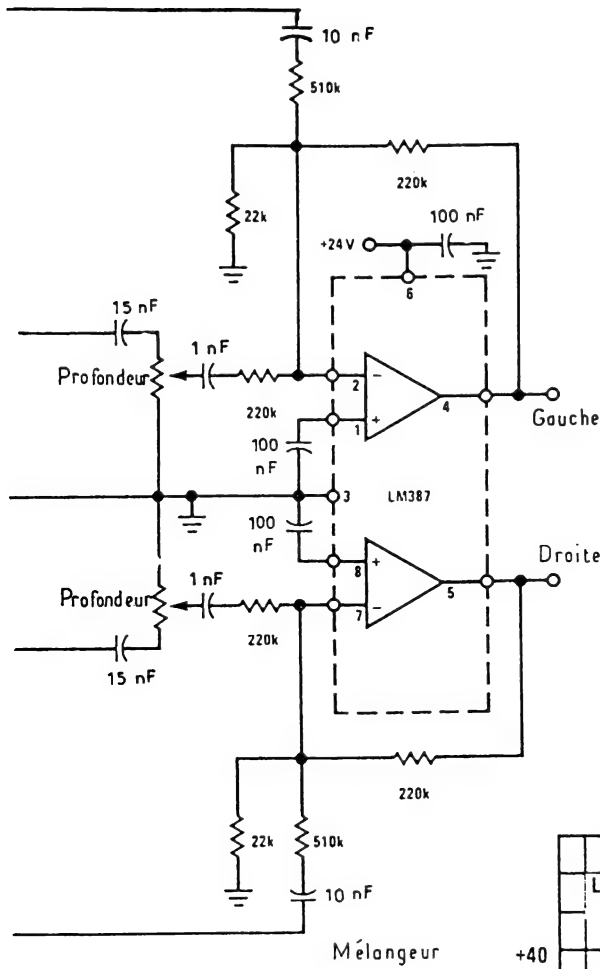 10 nF
510k
220k
22k
100 nF
+24V
6
15 nF
1 nF
Profondeur
220k
2
−
1
+
4
Gauche
100
nF
3
LM387
100
nF
Droite
8
+
5
Profondeur
1 nF
7
−
220k
15 nF
220k
22k
510k
10 nF
L
Mélangeur
+40